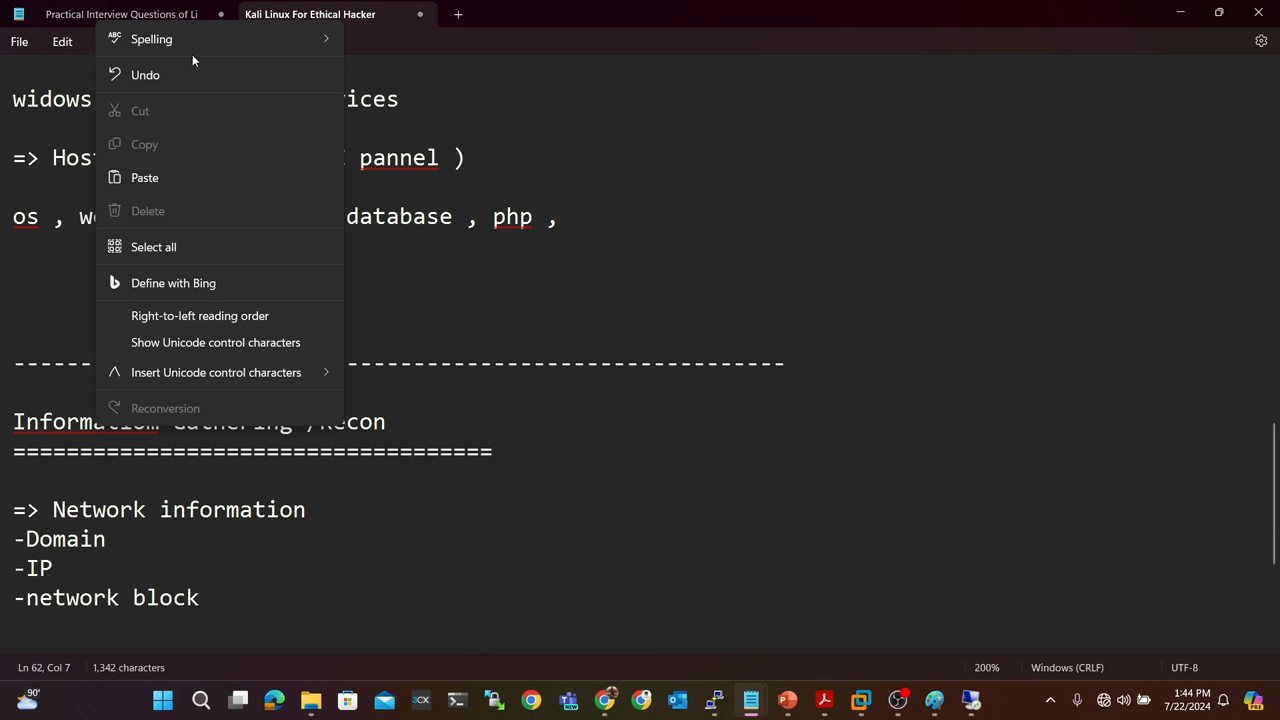 Practical Interview Questions of Li
Kali Linux For Ethical Hacker
File Edit
Spelling
Undo
Cut
Copy
Paste
Delete
Select all
Define with Bing
Right-to-left reading order
Show Unicode control characters
Insert Unicode control characters
Reconversion
widows ices
=> Host pannel )
os , database , php ,
-----------------------------------------------------------
Gathering /Recon
====================================
=> Network information
-Domain
-IP
-network block
Ln 62, Col 7 1,342 characters 200% Windows (CRLF) UTF-8
90°
1:44 PM
7/22/2024